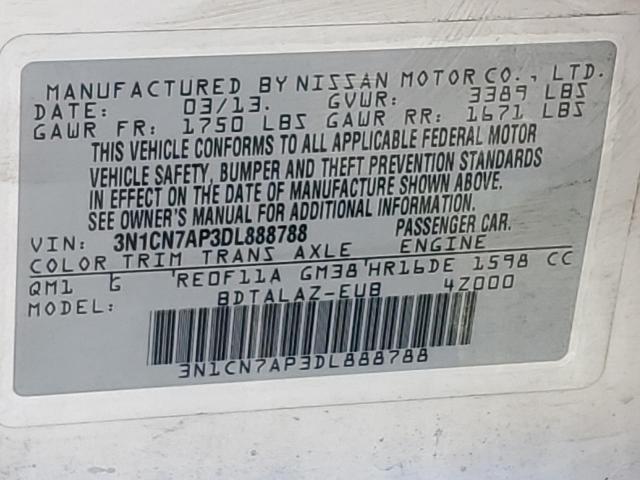 MANUFACTURED BY NISSAN MOTOR CO., LTD.
DATE: 03/13. GVWR: 3389 LBS
GAWR FR: 1750 LBS GAWR RR: 1671 LBS
THIS VEHICLE CONFORMS TO ALL APPLICABLE FEDERAL MOTOR
VEHICLE SAFETY, BUMPER AND THEFT PREVENTION STANDARDS
IN EFFECT ON THE DATE OF MANUFACTURE SHOWN ABOVE.
SEE OWNER'S MANUAL FOR ADDITIONAL INFORMATION.
VIN: 3N1CN7AP3DL888788 PASSENGER CAR.
COLOR TRIM TRANS AXLE ENGINE
QM1 G 'RE0F11A GM38'HR16DE 1598 CC
MODEL: BDTALAZ-EUB 4Z000
3N1CN7AP3DL888788